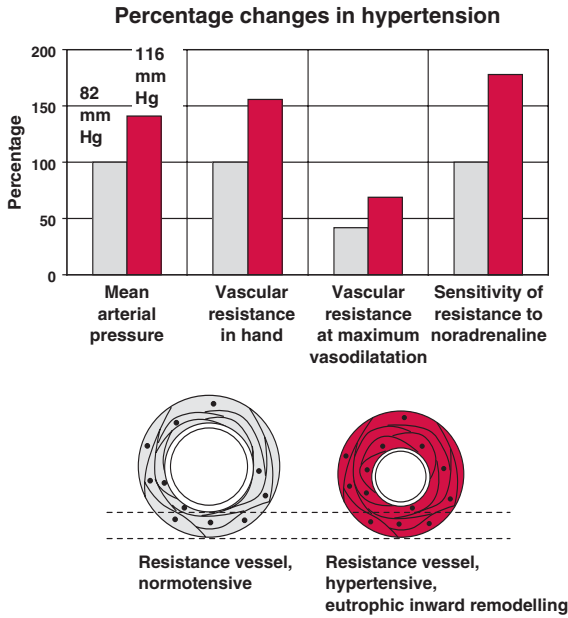 Percentage changes in hypertension
200
150
100
50
0
Percentage
82
mm
Hg
116
mm
Hg
Mean
arterial
pressure
Vascular
resistance
in hand
Vascular
resistance
at maximum
vasodilatation
Sensitivity of
resistance to
noradrenaline
Resistance vessel,
normotensive
Resistance vessel,
hypertensive,
eutrophic inward remodelling